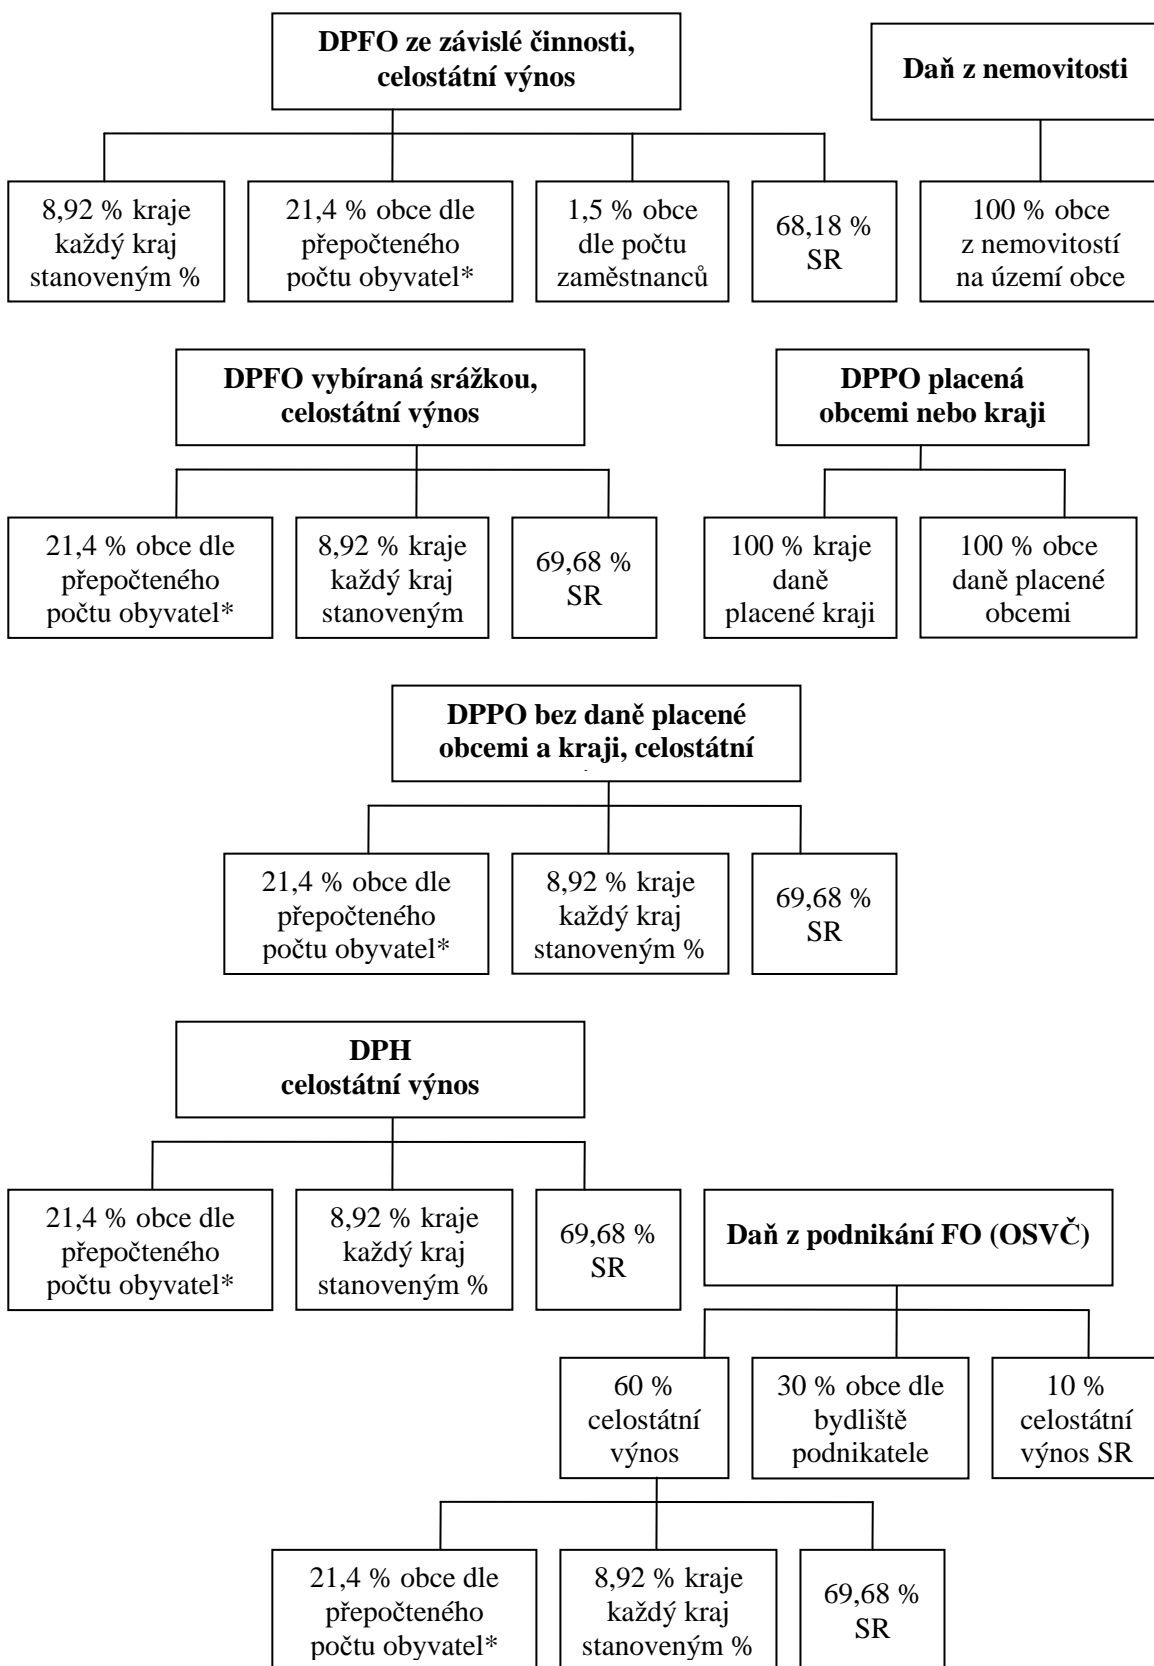 DPFO ze závislé činnosti,
celostátní výnos
Daň z nemovitosti
8,92 % kraje
každý kraj
stanoveným %
21,4 % obce dle
přepočteného
počtu obyvatel*
1,5 % obce
dle počtu
zaměstnanců
68,18 %
SR
100 % obce
z nemovitostí
na území obce
DPFO vybíraná srážkou,
celostátní výnos
DPPO placená
obcemi nebo kraji
21,4 % obce dle
přepočteného
počtu obyvatel*
8,92 % kraje
každý kraj
stanoveným
69,68 %
SR
100 % kraje
daně
placené kraji
100 % obce
daně placené
obcemi
DPPO bez daně placené
obcemi a kraji, celostátní
21,4 % obce dle
přepočteného
počtu obyvatel*
8,92 % kraje
každý kraj
stanoveným %
69,68 %
SR
DPH
celostátní výnos
21,4 % obce dle
přepočteného
počtu obyvatel*
8,92 % kraje
každý kraj
stanoveným %
69,68 %
SR
Daň z podnikání FO (OSVČ)
60 %
celostátní
výnos
30 % obce dle
bydliště
podnikatele
10 %
celostátní
výnos SR
21,4 % obce dle
přepočteného
počtu obyvatel*
8,92 % kraje
každý kraj
stanoveným %
69,68 %
SR